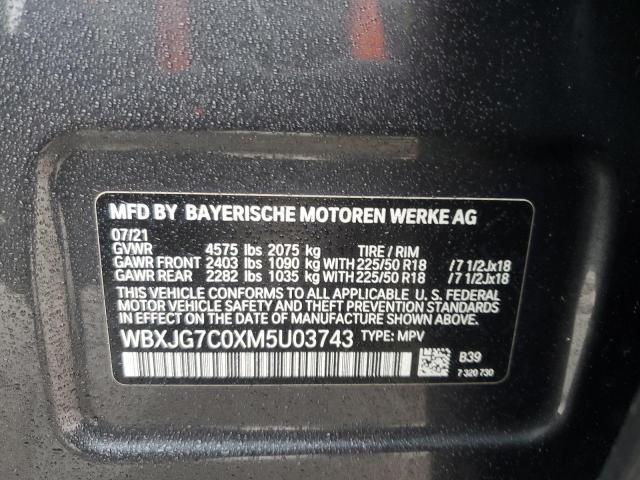 MFD BY BAYERISCHE MOTOREN WERKE AG
07/21
GVWR 4575 lbs 2075 kg TIRE / RIM
GAWR FRONT 2403 lbs 1090 kg WITH 225/50 R18 /7 1/2Jx18
GAWR REAR 2282 lbs 1035 kg WITH 225/50 R18 /7 1/2Jx18
THIS VEHICLE CONFORMS TO ALL APPLICABLE U. S. FEDERAL
MOTOR VEHICLE SAFETY, BUMPER, AND THEFT PREVENTION STANDARDS
IN EFFECT ON THE DATE OF MANUFACTURE SHOWN ABOVE.
WBXJG7C0XM5U03743 TYPE: MPV
B39
7 320 730